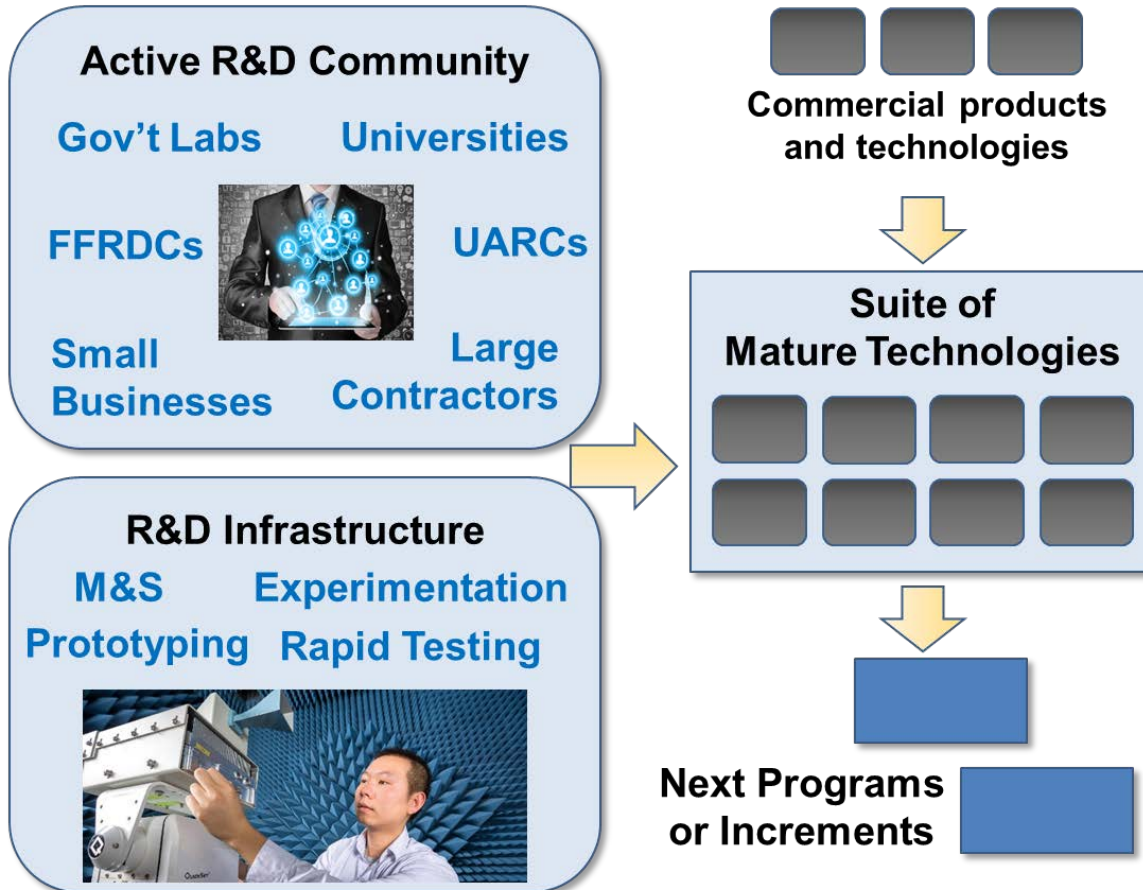 Active R&D Community
Gov't Labs
Universities
FFRDCs
UARCs
Small
Businesses
Large
Contractors
R&D Infrastructure
M&S
Experimentation
Prototyping
Rapid Testing
Commercial products
and technologies
Suite of
Mature Technologies
Next Programs
or Increments